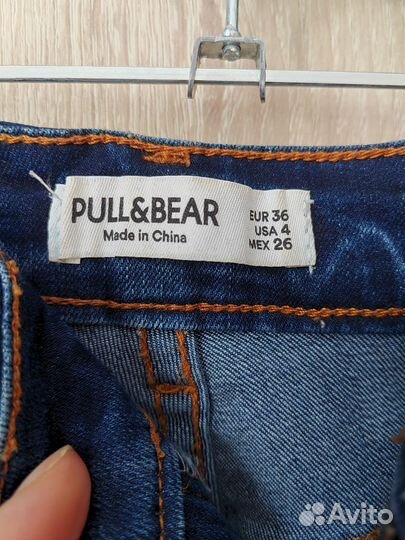 PULL&BEAR
Made in China
EUR 36
USA 4
MEX 26
Avito